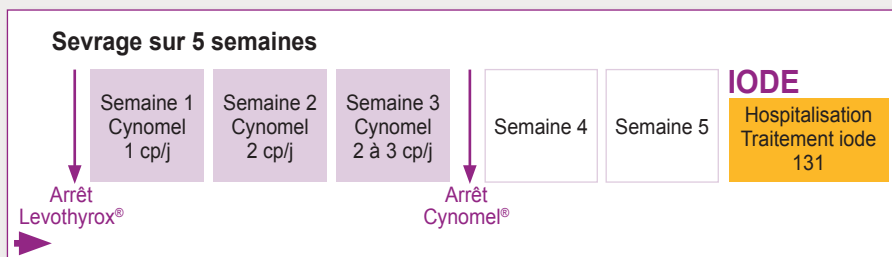 Sevrage sur 5 semaines
Semaine 1
Cynomel
1 cp/j
Semaine 2
Cynomel
2 cp/j
Semaine 3
Cynomel
2 à 3 cp/j
Semaine 4
Semaine 5
IODE
Hospitalisation
Traitement iode
131
Arrêt
Levothyrox®
Arrêt
Cynomel®